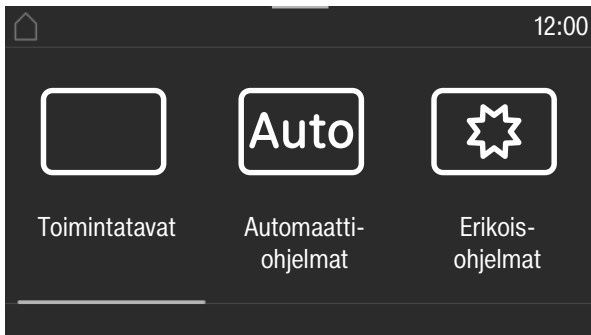 12:00
Auto
Toimintatavat
Automaatti-
ohjelmat
Erikois-
ohjelmat